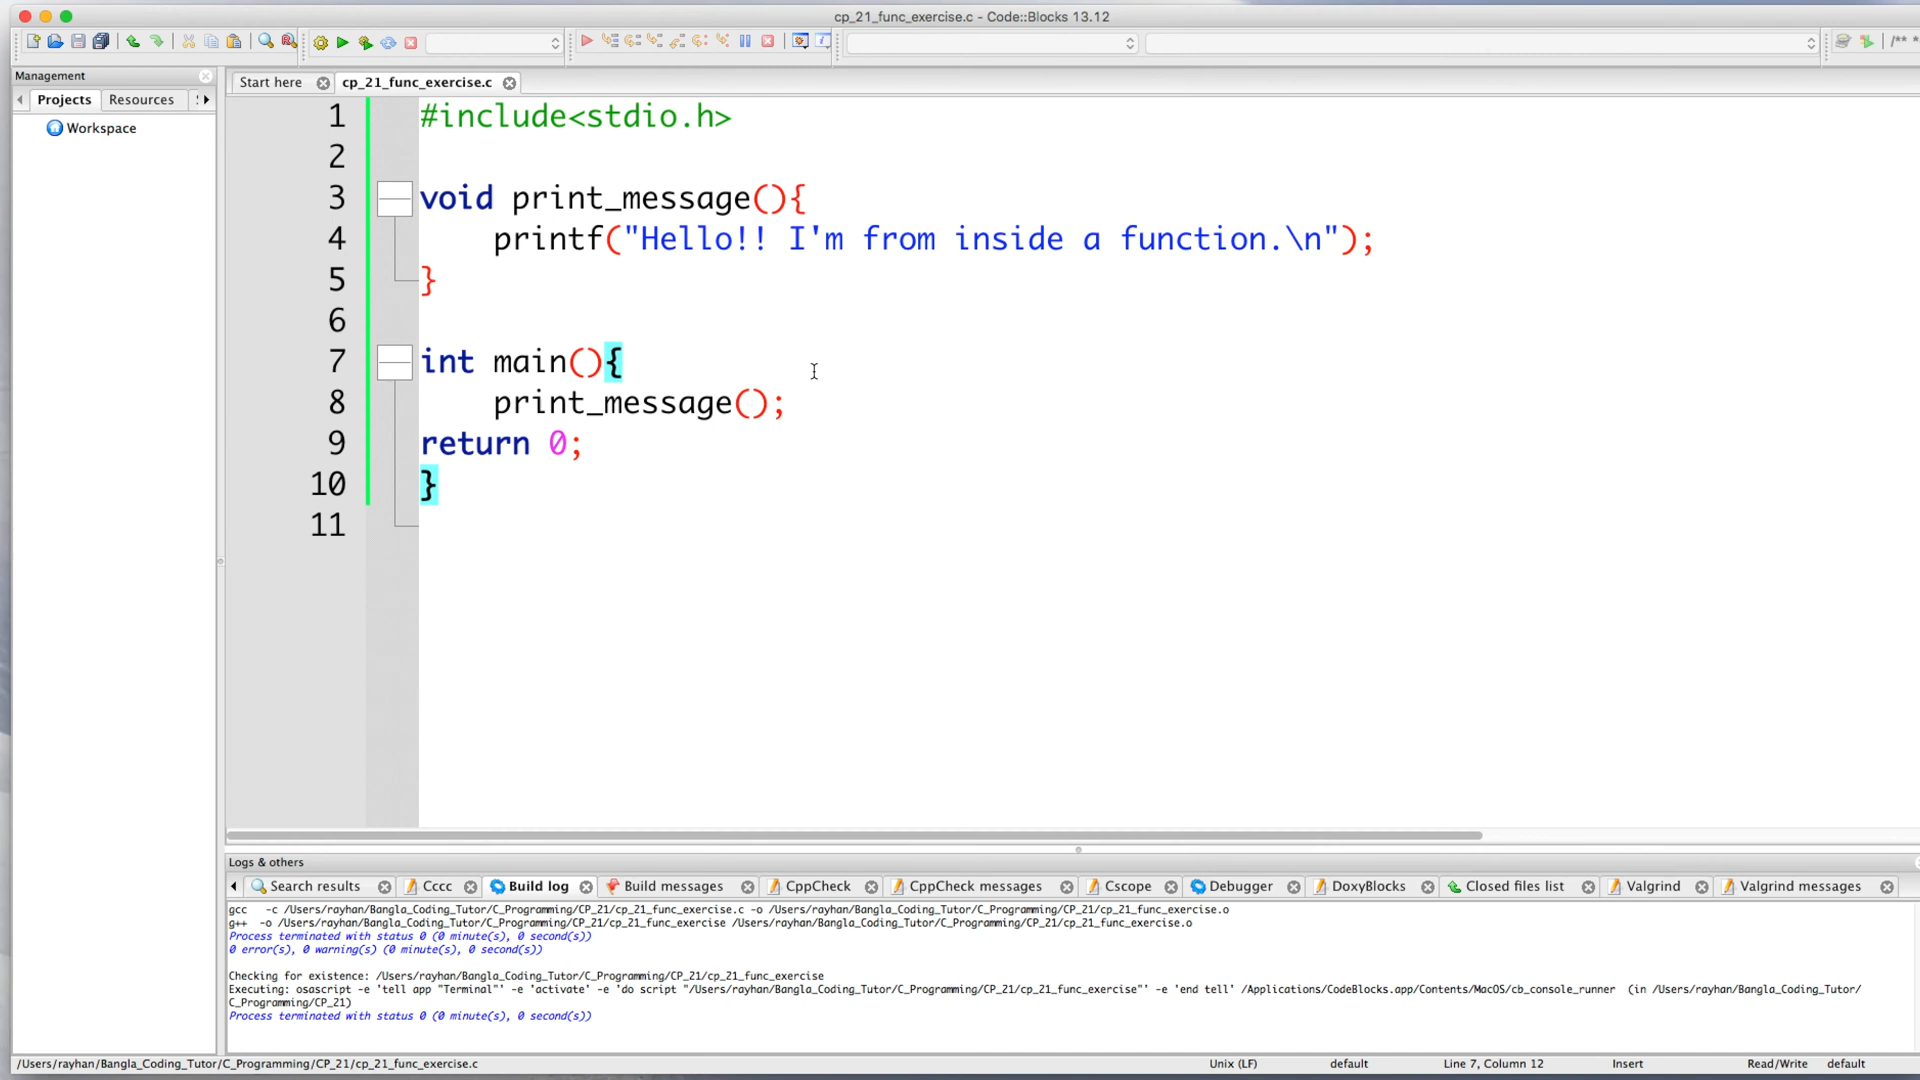 cp_21_func_exercise.c - Code::Blocks 13.12
/**
Management
Projects Resources
Workspace
Start here cp_21_func_exercise.c
1 #include<stdio.h>
2
3 void print_message(){
4 printf("Hello!! I'm from inside a function.\n");
5 }
6
7 int main(){
8 print_message();
9 return 0;
10 }
11
Logs & others
Search results Cccc Build log Build messages CppCheck CppCheck messages Cscope Debugger DoxyBlocks Closed files list Valgrind Valgrind messages
gcc -c /Users/rayhan/Bangla_Coding_Tutor/C_Programming/CP_21/cp_21_func_exercise.c -o /Users/rayhan/Bangla_Coding_Tutor/C_Programming/CP_21/cp_21_func_exercise.o
g++ -o /Users/rayhan/Bangla_Coding_Tutor/C_Programming/CP_21/cp_21_func_exercise /Users/rayhan/Bangla_Coding_Tutor/C_Programming/CP_21/cp_21_func_exercise.o
Process terminated with status 0 (0 minute(s), 0 second(s))
0 error(s), 0 warning(s) (0 minute(s), 0 second(s))
Checking for existence: /Users/rayhan/Bangla_Coding_Tutor/C_Programming/CP_21/cp_21_func_exercise
Executing: osascript -e 'tell app "Terminal"' -e 'activate' -e 'do script "/Users/rayhan/Bangla_Coding_Tutor/C_Programming/CP_21/cp_21_func_exercise"' -e 'end tell' /Applications/CodeBlocks.app/Contents/MacOS/cb_console_runner (in /Users/rayhan/Bangla_Coding_Tutor/
C_Programming/CP_21)
Process terminated with status 0 (0 minute(s), 0 second(s))
/Users/rayhan/Bangla_Coding_Tutor/C_Programming/CP_21/cp_21_func_exercise.c Unix (LF) default Line 7, Column 12 Insert Read/Write default